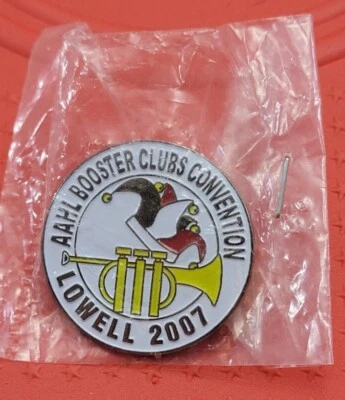 AAHL BOOSTER CLUBS CONVENTION
LOWELL 2007